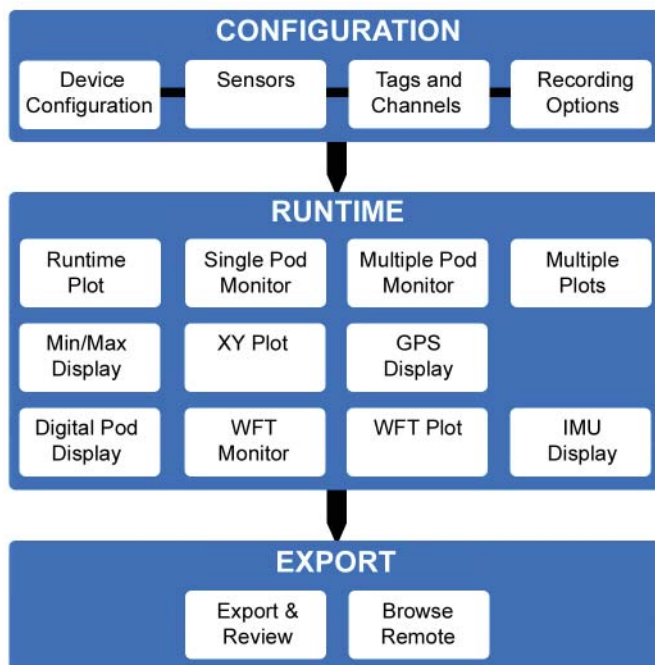 CONFIGURATION
Device
Configuration
Sensors
Tags and
Channels
Recording
Options
RUNTIME
Runtime
Plot
Single Pod
Monitor
Multiple Pod
Monitor
Multiple
Plots
Min/Max
Display
XY Plot
GPS
Display
Digital Pod
Display
WFT
Monitor
WFT Plot
IMU
Display
EXPORT
Export &
Review
Browse
Remote